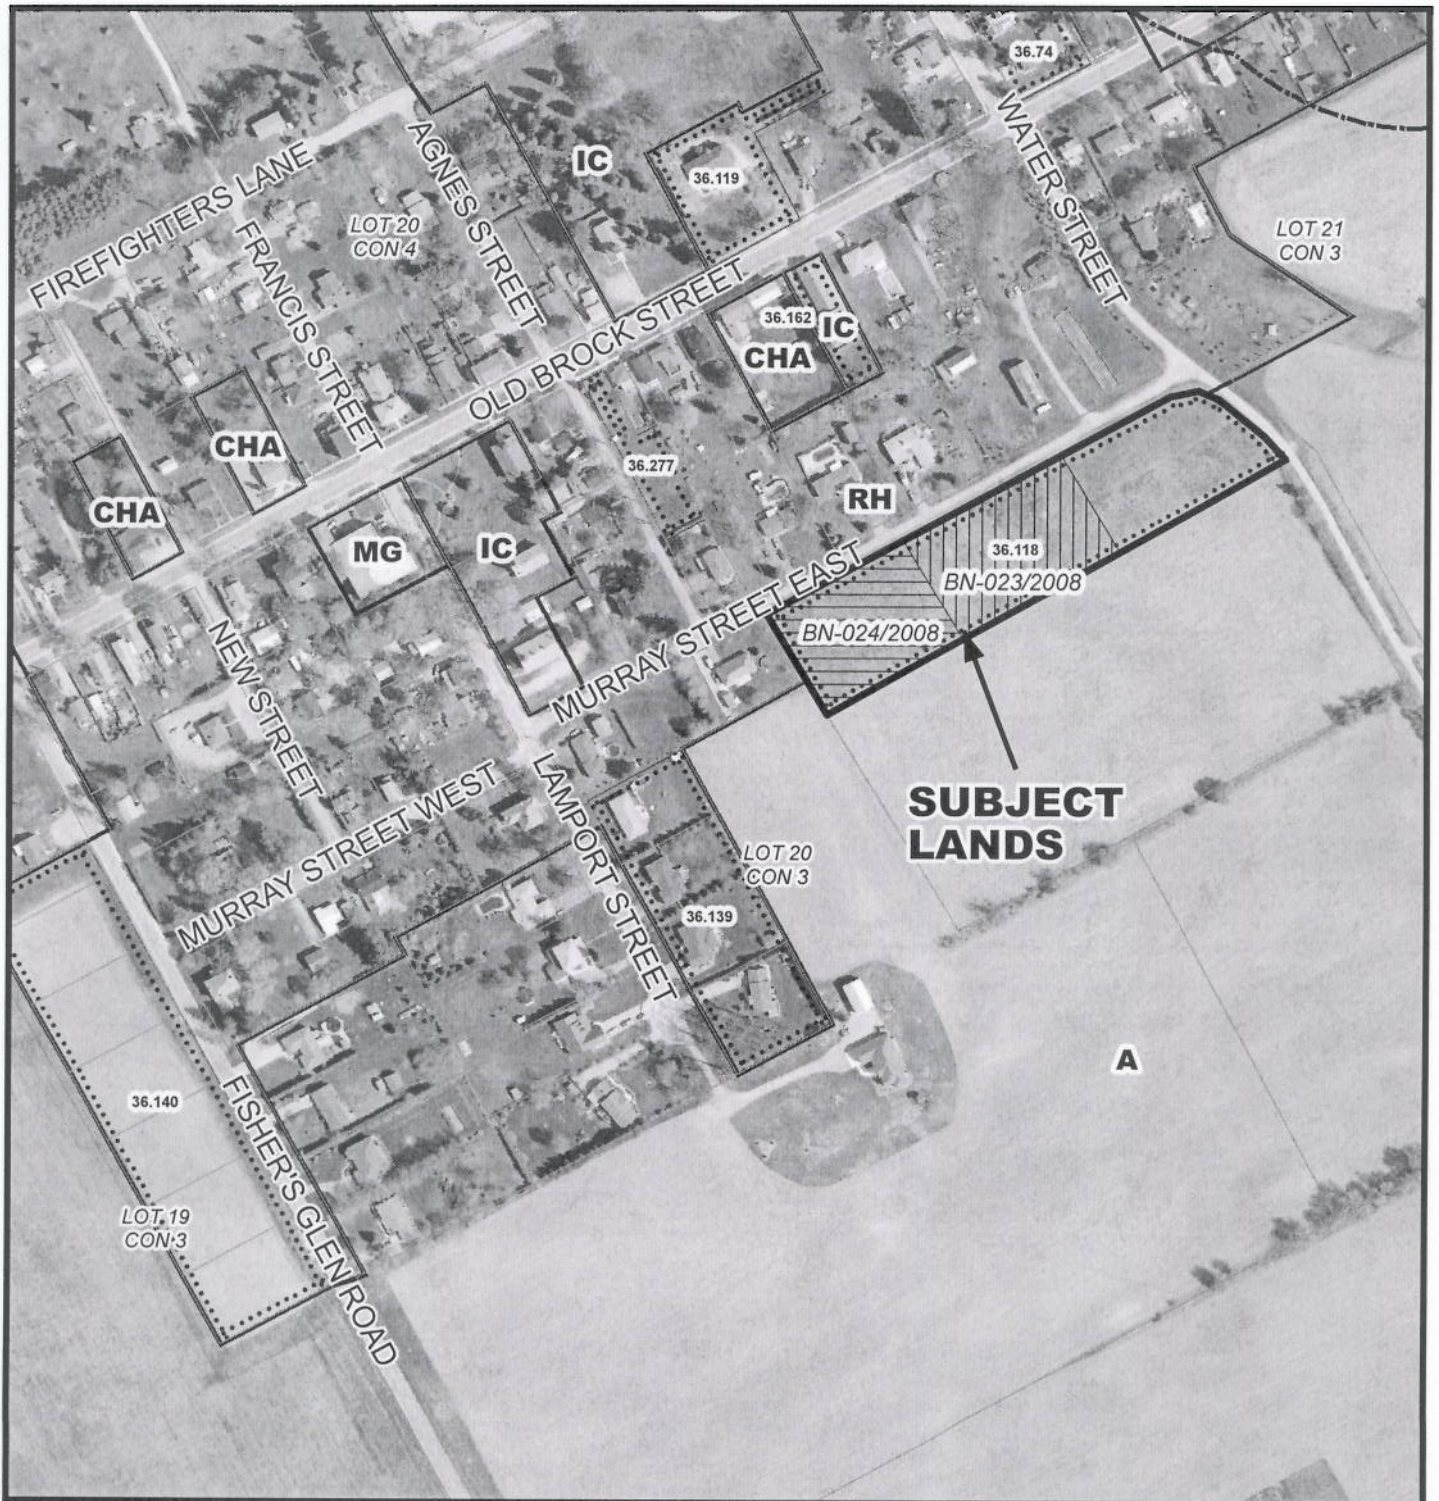 36.74
WATER STREET
AGNES STREET
IC
36.119
FIREFIGHTERS LANE
LOT 20
CON 4
FRANCIS STREET
LOT 21
CON 3
OLD BROCK STREET
36.162
IC
CHA
CHA
36.277
CHA
RH
MG
IC
36.118
BN-023/2008
MURRAY STREET EAST
BN-024/2008
NEW STREET
SUBJECT
LANDS
MURRAY STREET WEST
LAMPORT STREET
LOT 20
CON 3
36.139
A
36.140
FISHER'S GLEN ROAD
LOT 19
CON 3